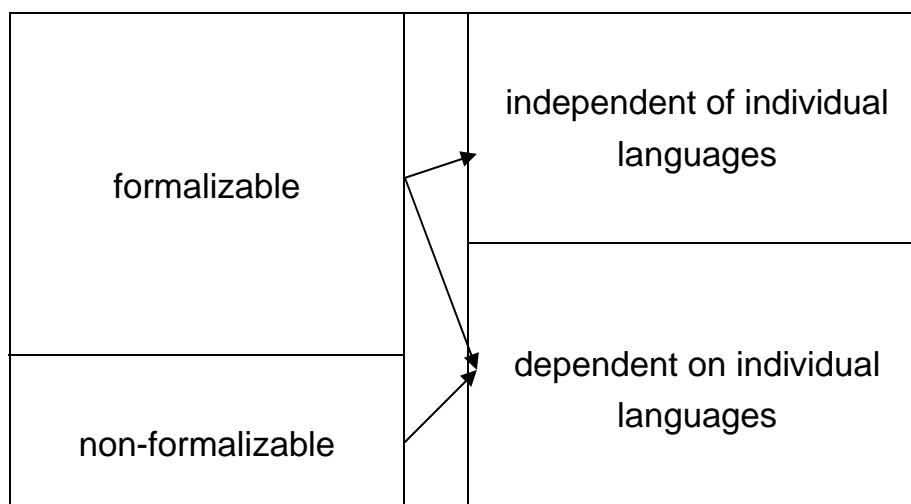 formalizable
non-formalizable
independent of individual
languages
dependent on individual
languages